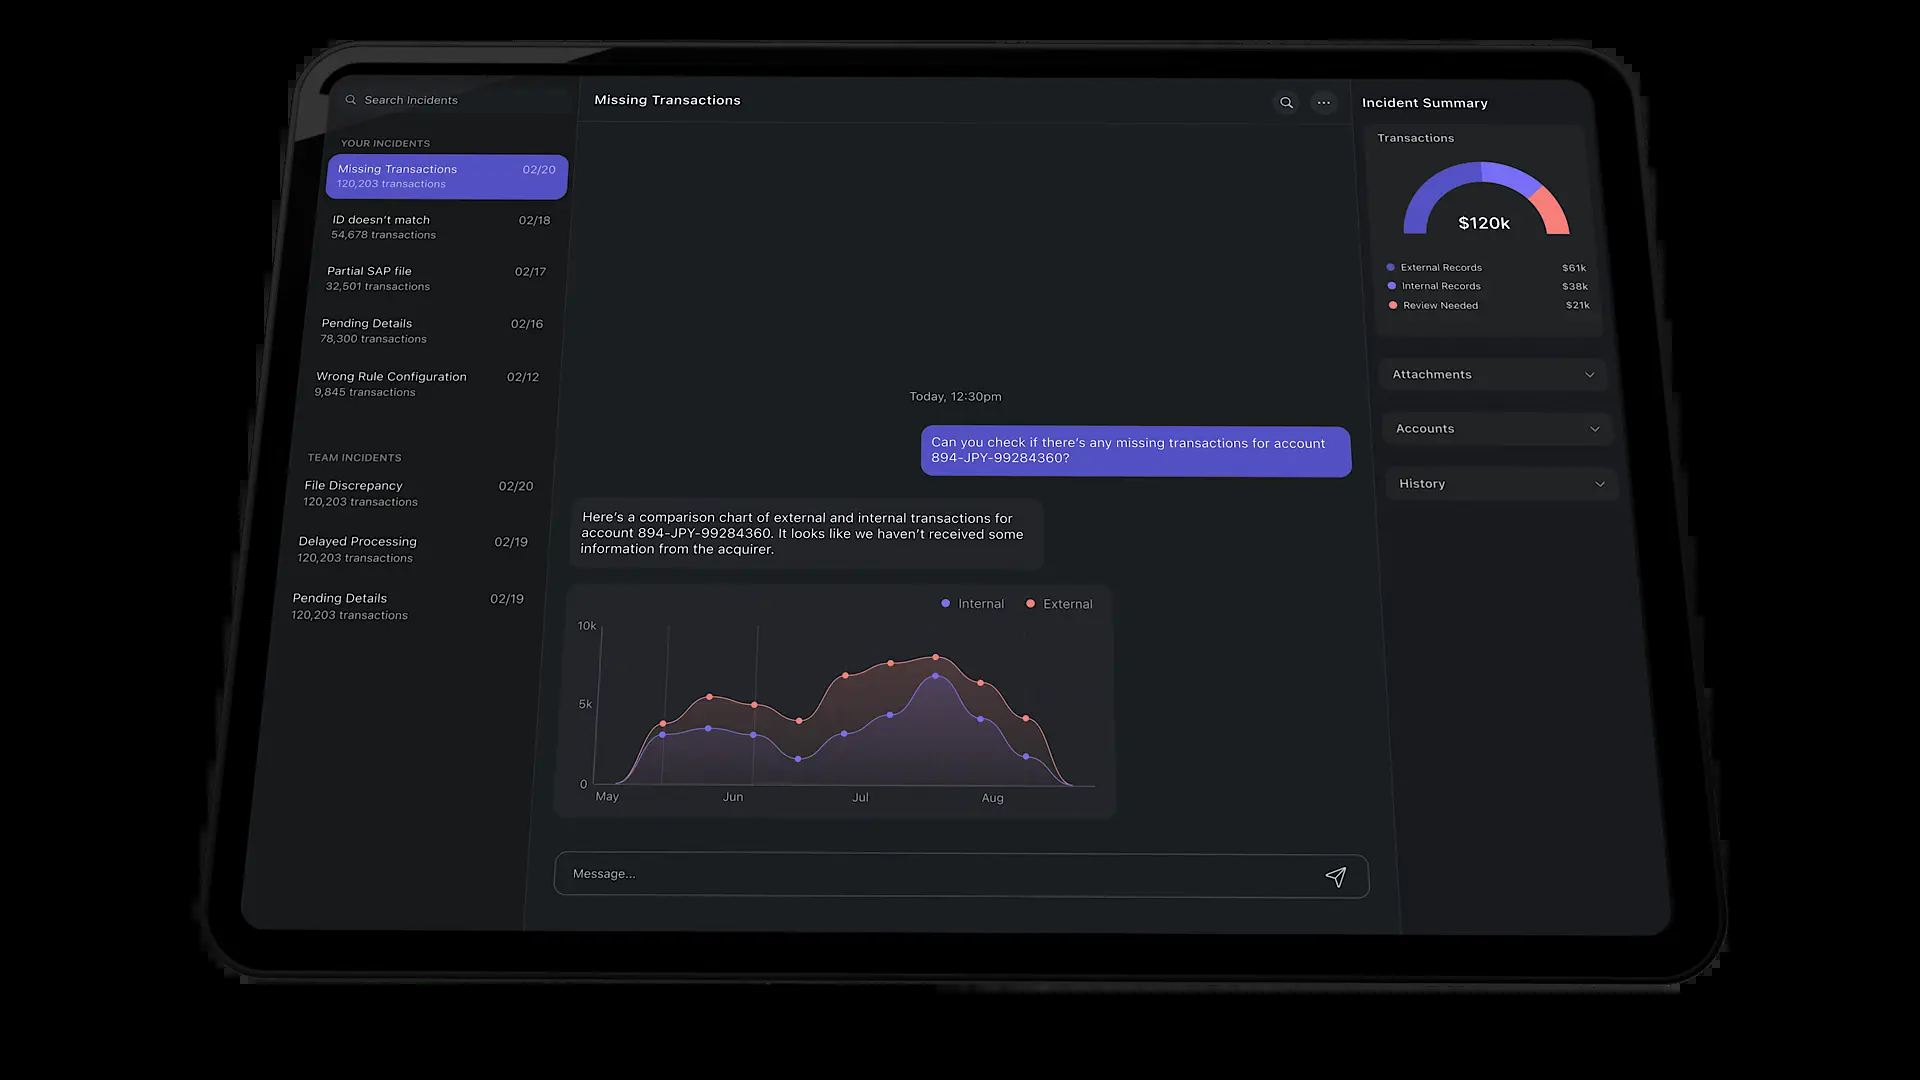 Search Incidents
YOUR INCIDENTS
Missing Transactions 02/20
120,203 transactions
ID doesn't match 02/18
54,678 transactions
Partial SAP file 02/17
32,501 transactions
Pending Details 02/16
78,300 transactions
Wrong Rule Configuration 02/12
9,845 transactions
TEAM INCIDENTS
File Discrepancy 02/20
120,203 transactions
Delayed Processing 02/19
120,203 transactions
Pending Details 02/19
120,203 transactions
Missing Transactions
Today, 12:30pm
Can you check if there's any missing transactions for account
894-JPY-99284360?
Here's a comparison chart of external and internal transactions for
account 894-JPY-99284360. It looks like we haven't received some
information from the acquirer.
Internal External
10k
5k
0
May Jun Jul Aug
Message...
Incident Summary
Transactions
$120k
External Records $61k
Internal Records $38k
Review Needed $21k
Attachments
Accounts
History